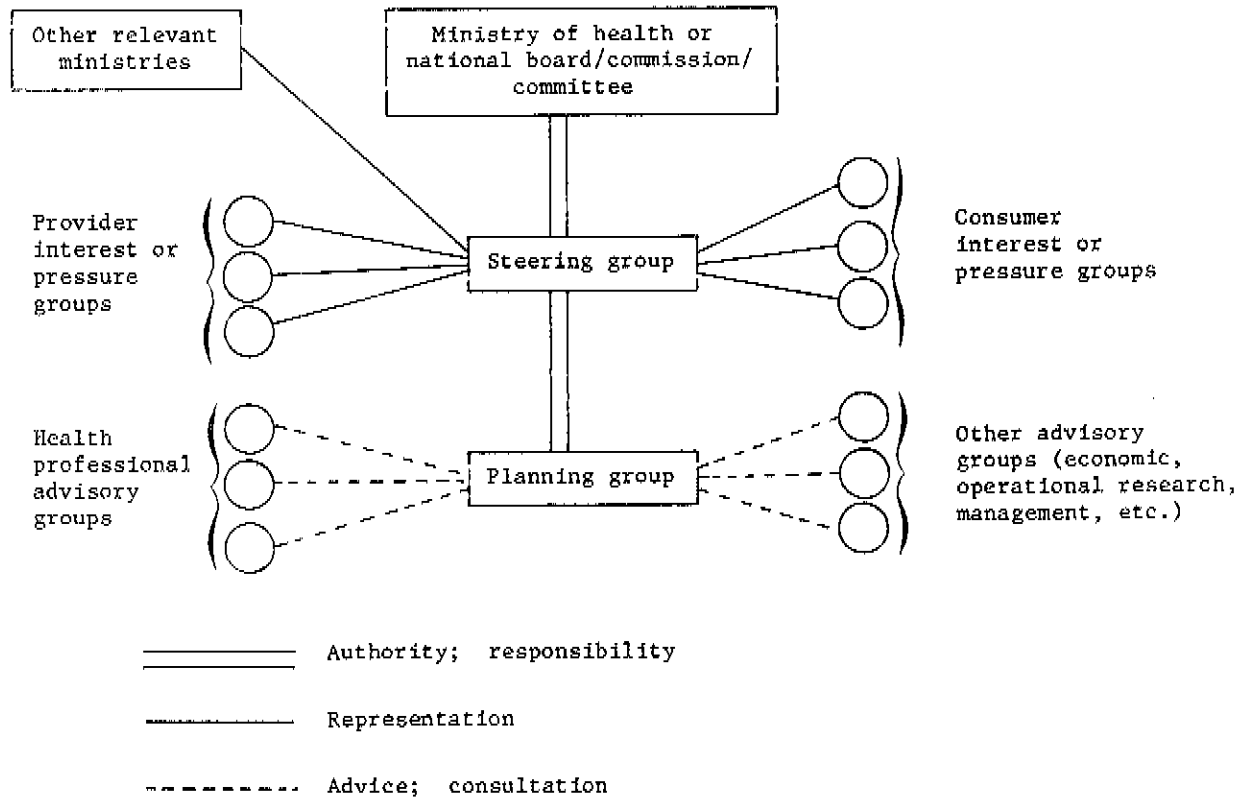 Other relevant
ministries
Ministry of health or
national board/commission/
committee
Provider
interest or
pressure
groups
Steering group
Consumer
interest or
pressure groups
Health
professional
advisory
groups
Planning group
Other advisory
groups (economic,
operational research,
management, etc.)
Authority; responsibility
Representation
Advice; consultation